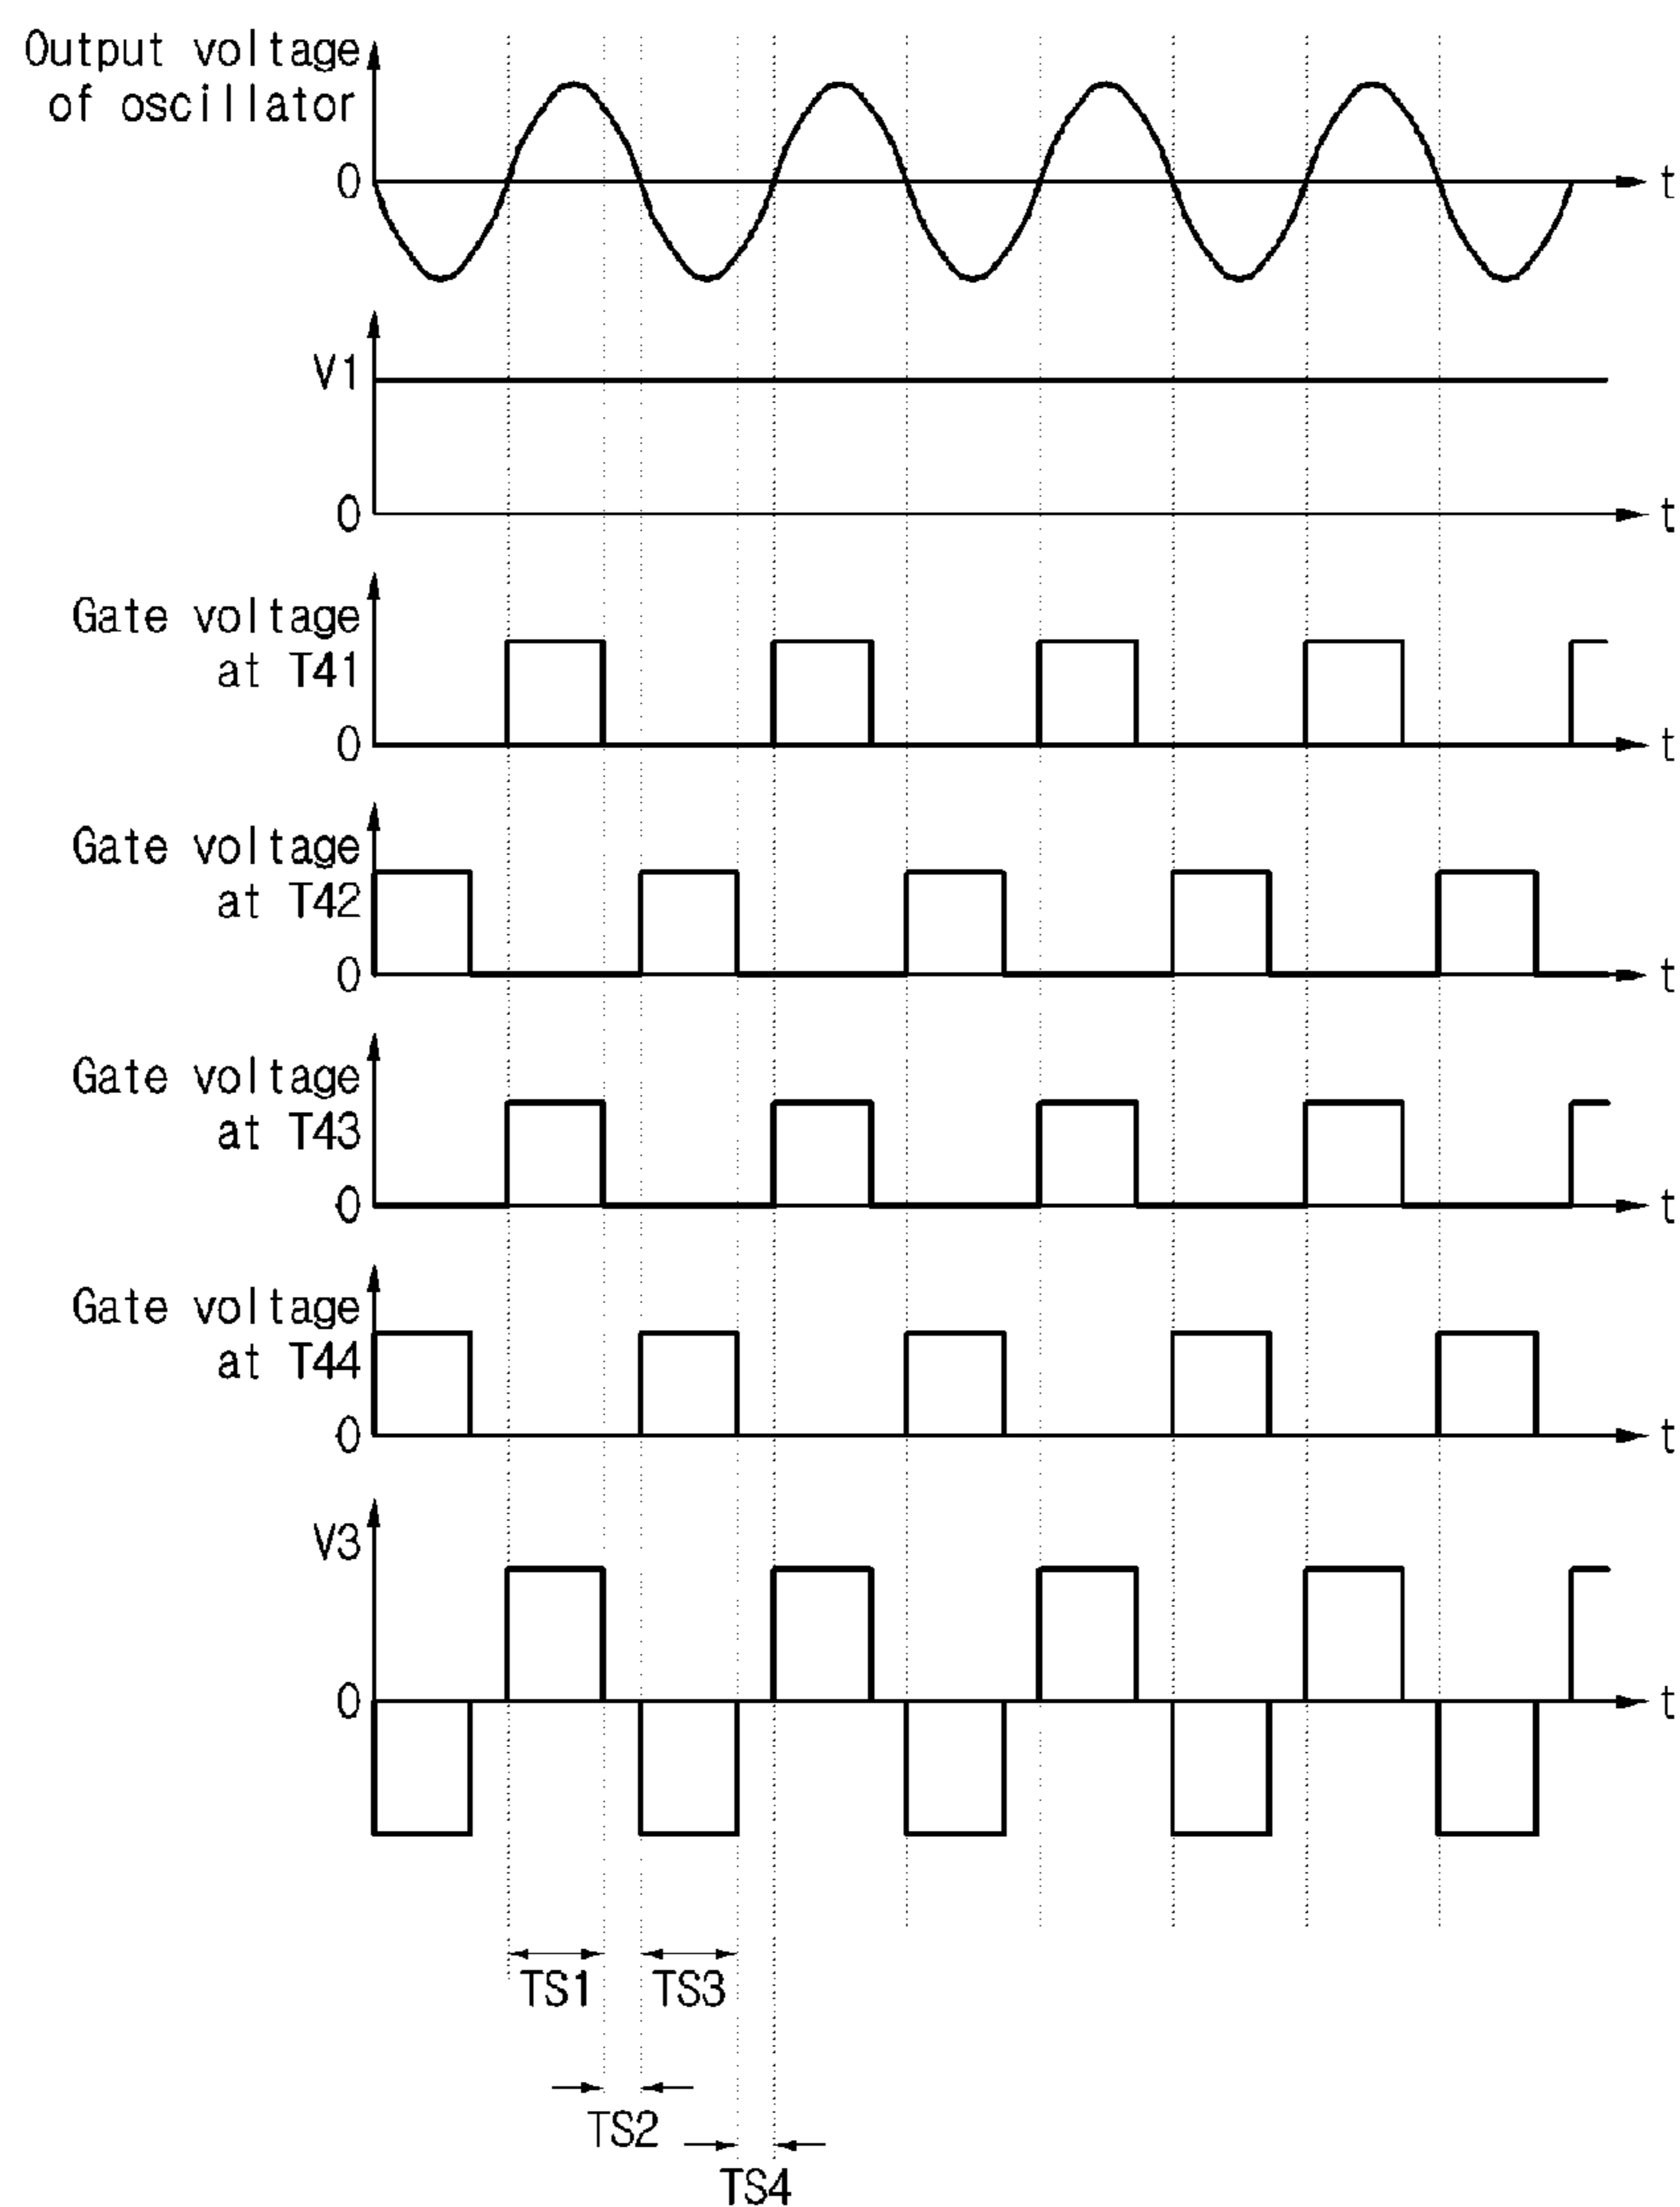 Output voltage
of oscillator
0
t
V1
0
t
Gate voltage
at T41
0
t
Gate voltage
at T42
0
t
Gate voltage
at T43
0
t
Gate voltage
at T44
0
t
V3
0
t
TS1
TS3
TS2
TS4